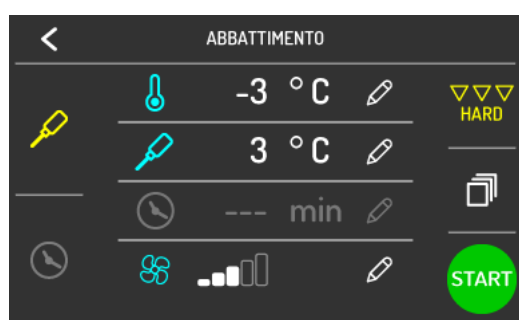 ABBATTIMENTO
-3 °C
HARD
3 °C
--- min
START